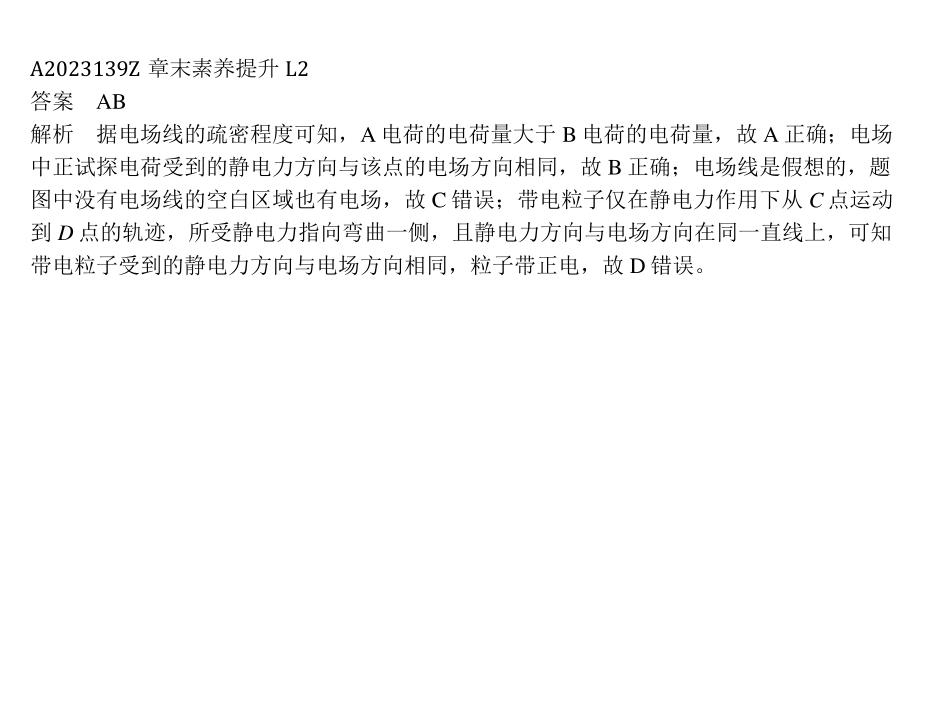 A2023139Z 章末素养提升 L2
答案　AB
解析　据电场线的疏密程度可知，A 电荷的电荷量大于 B 电荷的电荷量，故 A 正确；电场
中正试探电荷受到的静电力方向与该点的电场方向相同，故 B 正确；电场线是假想的，题
图中没有电场线的空白区域也有电场，故 C 错误；带电粒子仅在静电力作用下从 C 点运动
到 D 点的轨迹，所受静电力指向弯曲一侧，且静电力方向与电场方向在同一直线上，可知
带电粒子受到的静电力方向与电场方向相同，粒子带正电，故 D 错误。